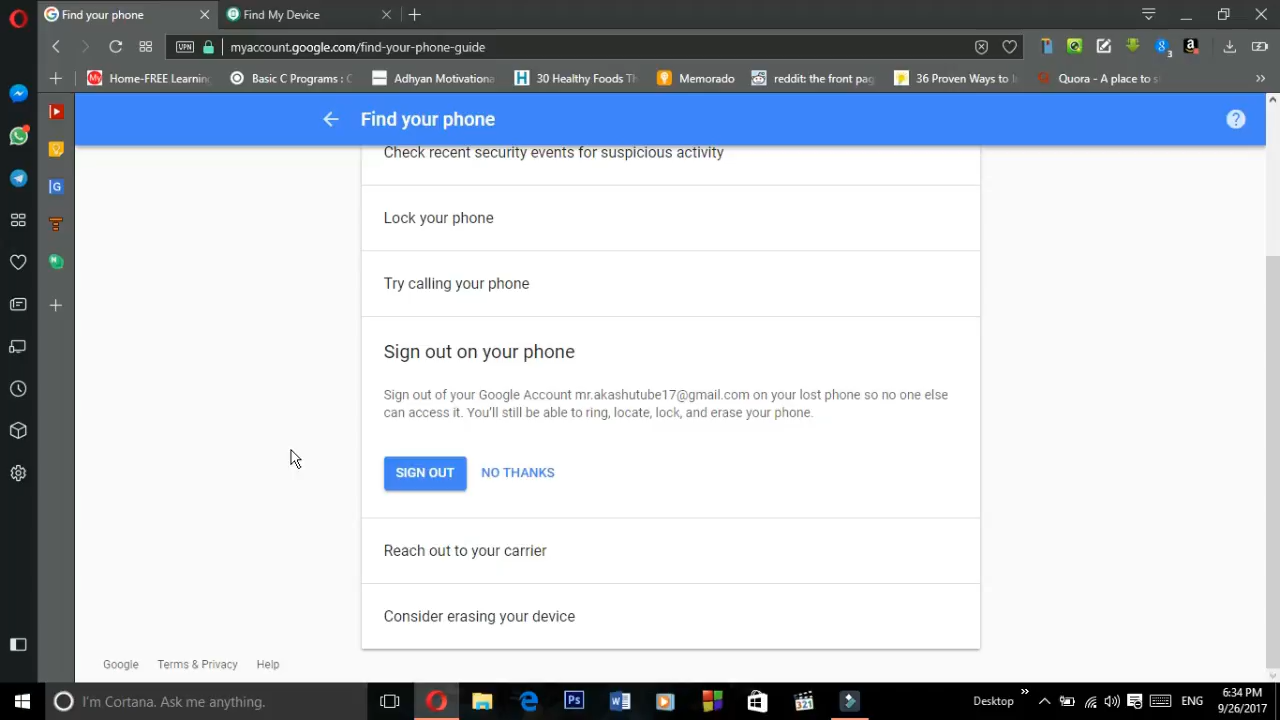 Find your phone
Find My Device
VPN
myaccount.google.com/find-your-phone-guide
3
Home-FREE Learning
Basic C Programs : C
Adhyan Motivationa
30 Healthy Foods Th
Memorado
reddit: the front pag
36 Proven Ways to
Quora - A place to s
Find your phone
Check recent security events for suspicious activity
Lock your phone
Try calling your phone
Sign out on your phone
Sign out of your Google Account mr.akashutube17@gmail.com on your lost phone so no one else
can access it. You'll still be able to ring, locate, lock, and erase your phone.
SIGN OUT
NO THANKS
Reach out to your carrier
Consider erasing your device
Google
Terms & Privacy
Help
I'm Cortana. Ask me anything.
Desktop
ENG
6:34 PM
9/26/2017